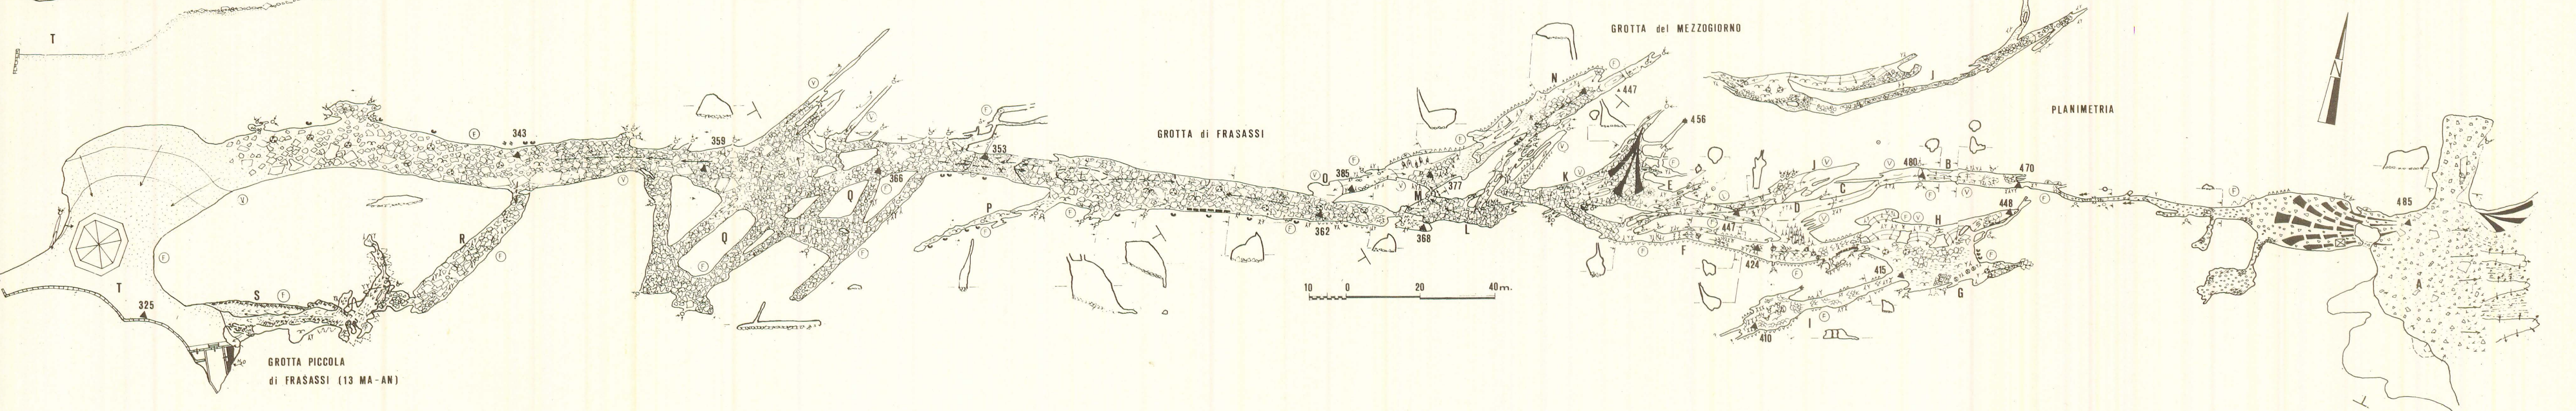 T
GROTTA del MEZZOGIORNO
N
447
J
PLANIMETRIA
456
343
359
353
GROTTA di FRASASSI
366
Q
P
O
385
377
M
K
E
J
480
B
470
C
D
448
H
485
R
Q
362
368
L
F
447
424
415
G
A
T
325
S
10 0 20 40 m.
I
410
GROTTA PICCOLA
di FRASASSI (13 MA-AN)